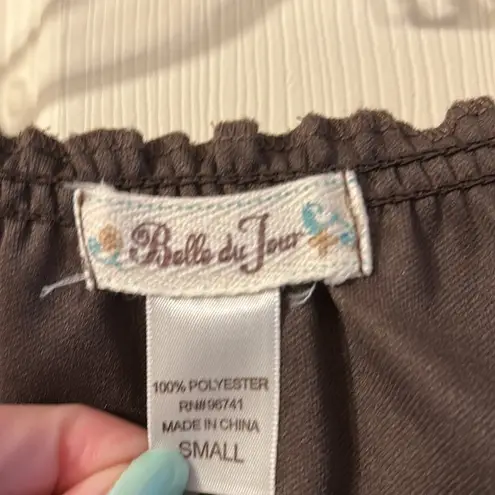 Belle du Jour
100% POLYESTER
RN#96741
MADE IN CHINA
SMALL